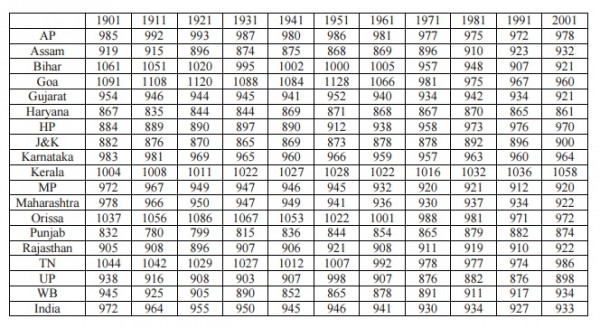 1901 1911 1921 1931 1941 1951 1961 1971 1981 1991 2001
AP 985 992 993 987 980 986 981 977 975 972 978
Assam 919 915 896 874 875 868 869 896 910 923 932
Bihar 1061 1051 1020 995 1002 1000 1005 957 948 907 921
Goa 1091 1108 1120 1088 1084 1128 1066 981 975 967 960
Gujarat 954 946 944 945 941 952 940 934 942 934 921
Haryana 867 835 844 844 869 871 868 867 870 865 861
HP 884 889 890 897 890 912 938 958 973 976 970
J&K 882 876 870 865 869 873 878 878 892 896 900
Karnataka 983 981 969 965 960 966 959 957 963 960 964
Kerala 1004 1008 1011 1022 1027 1028 1022 1016 1032 1036 1058
MP 972 967 949 947 946 945 932 920 921 912 920
Maharashtra 978 966 950 947 949 941 936 930 937 934 922
Orissa 1037 1056 1086 1067 1053 1022 1001 988 981 971 972
Punjab 832 780 799 815 836 844 854 865 879 882 874
Rajasthan 905 908 896 907 906 921 908 911 919 910 922
TN 1044 1042 1029 1027 1012 1007 992 978 977 974 986
UP 938 916 908 903 907 998 907 876 882 876 898
WB 945 925 905 890 852 865 878 891 911 917 934
India 972 964 955 950 945 946 941 930 934 927 933